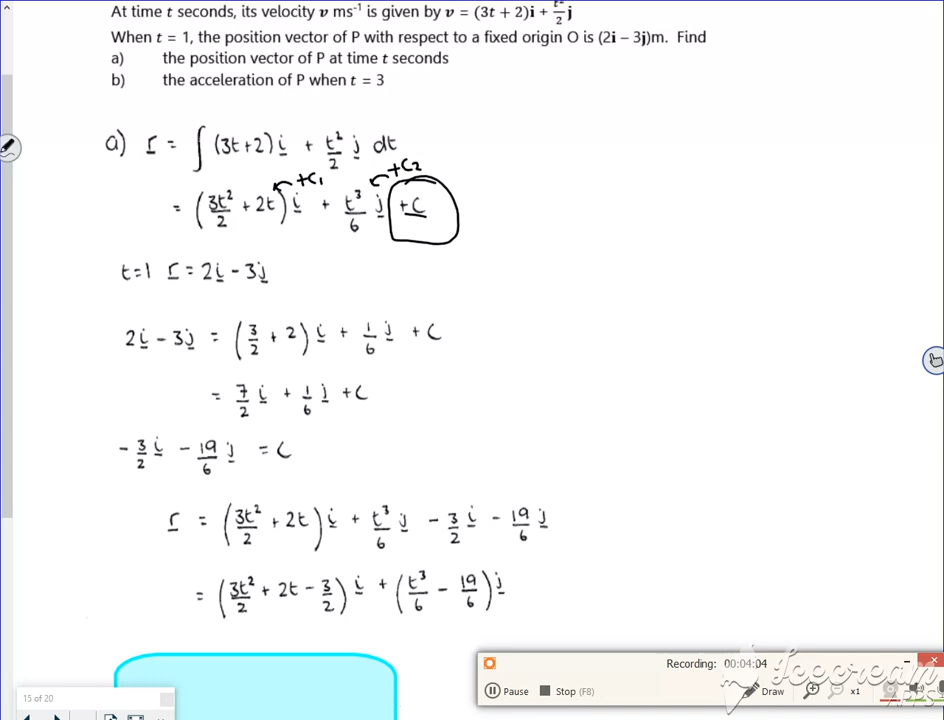 At time t seconds, its velocity v ms⁻¹ is given by v = (3t + 2)i + t²/2 j
When t = 1, the position vector of P with respect to a fixed origin O is (2i – 3j)m. Find
a) the position vector of P at time t seconds
b) the acceleration of P when t = 3
a) r = ∫ (3t+2)i + t²/2 j dt
+C₁ +C₂
= (3t²/2 + 2t)i + t³/6 j + C
t=1 r = 2i - 3j
2i - 3j = (3/2 + 2)i + 1/6 j + C
= 7/2 i + 1/6 j + C
-3/2 i - 19/6 j = C
r = (3t²/2 + 2t)i + t³/6 j - 3/2 i - 19/6 j
= (3t²/2 + 2t - 3/2)i + (t³/6 - 19/6)j
Recording: 00:04:04
Pause Stop (F8) Draw x1
Icecream
APPS
15 of 20